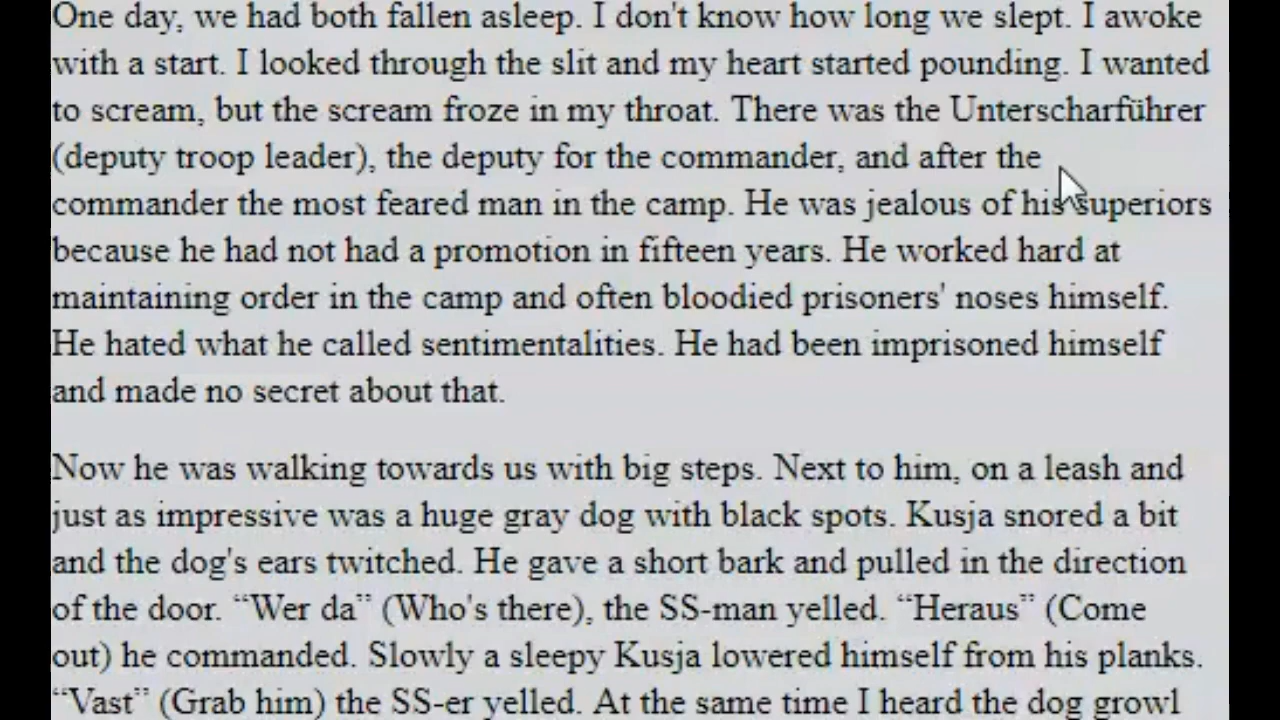 One day, we had both fallen asleep. I don't know how long we slept. I awoke
with a start. I looked through the slit and my heart started pounding. I wanted
to scream, but the scream froze in my throat. There was the Unterscharführer
(deputy troop leader), the deputy for the commander, and after the
commander the most feared man in the camp. He was jealous of his superiors
because he had not had a promotion in fifteen years. He worked hard at
maintaining order in the camp and often bloodied prisoners' noses himself.
He hated what he called sentimentalities. He had been imprisoned himself
and made no secret about that.
Now he was walking towards us with big steps. Next to him, on a leash and
just as impressive was a huge gray dog with black spots. Kusja snored a bit
and the dog's ears twitched. He gave a short bark and pulled in the direction
of the door. “Wer da” (Who's there), the SS-man yelled. “Heraus” (Come
out) he commanded. Slowly a sleepy Kusja lowered himself from his planks.
“Vast” (Grab him) the SS-er yelled. At the same time I heard the dog growl